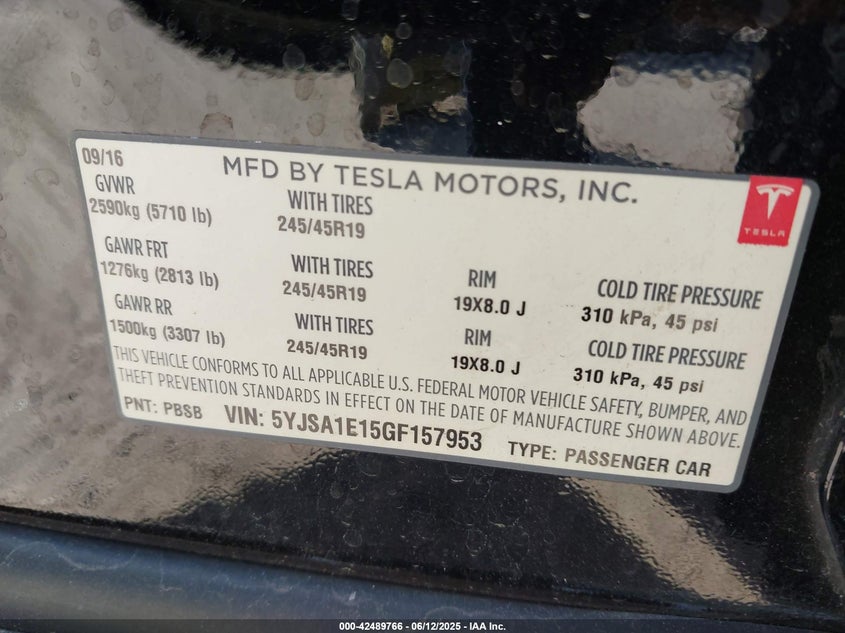 09/16
MFD BY TESLA MOTORS, INC.
TESLA
GVWR
2590kg (5710 lb)
WITH TIRES
245/45R19
GAWR FRT
1276kg (2813 lb)
WITH TIRES
245/45R19
RIM
19X8.0 J
COLD TIRE PRESSURE
310 kPa, 45 psi
GAWR RR
1500kg (3307 lb)
WITH TIRES
245/45R19
RIM
19X8.0 J
COLD TIRE PRESSURE
310 kPa, 45 psi
THIS VEHICLE CONFORMS TO ALL APPLICABLE U.S. FEDERAL MOTOR VEHICLE SAFETY, BUMPER, AND
THEFT PREVENTION STANDARDS IN EFFECT ON THE DATE OF MANUFACTURE SHOWN ABOVE.
PNT: PBSB VIN: 5YJSA1E15GF157953 TYPE: PASSENGER CAR
000-42489766 - 06/12/2025 - IAA Inc.